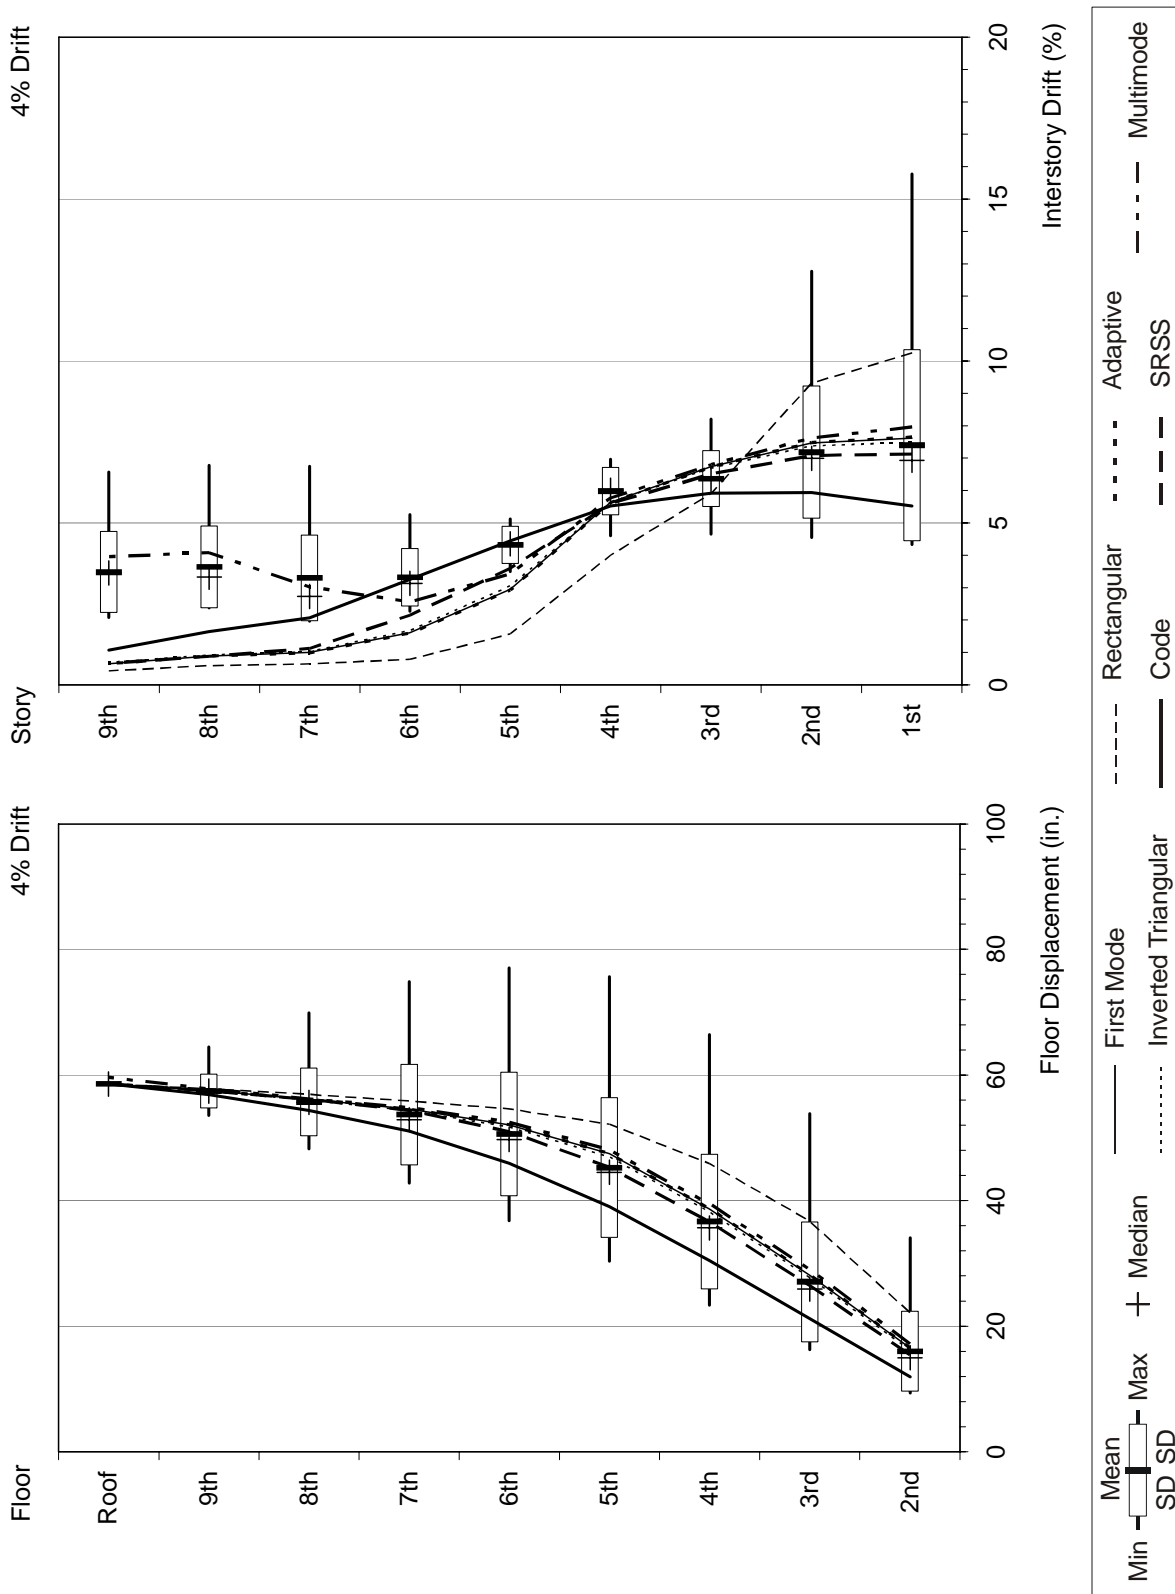 Floor
4% Drift
Roof
9th
8th
7th
6th
5th
4th
3rd
2nd
0
20
40
60
80
100
Floor Displacement (in.)
Story
4% Drift
9th
8th
7th
6th
5th
4th
3rd
2nd
1st
0
5
10
15
20
Interstory Drift (%)
Mean
Min Max Median
SD SD
First Mode Rectangular Adaptive Multimode
Inverted Triangular Code SRSS